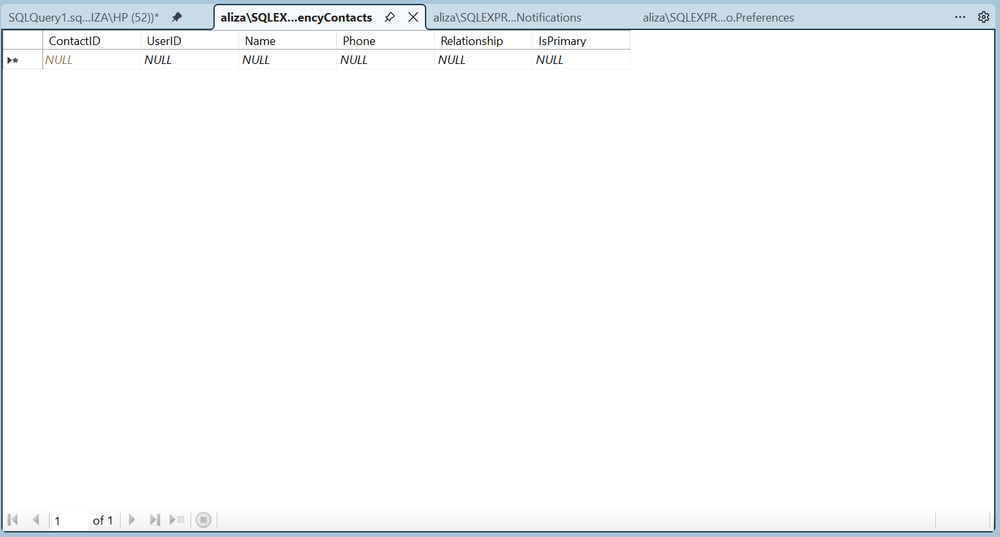 SQLQuery1.sq...IZA\HP (52))* aliza\SQLEX...encyContacts aliza\SQLEXPR...Notifications aliza\SQLEXPR...o.Preferences
ContactID UserID Name Phone Relationship IsPrimary
NULL NULL NULL NULL NULL NULL
1 of 1